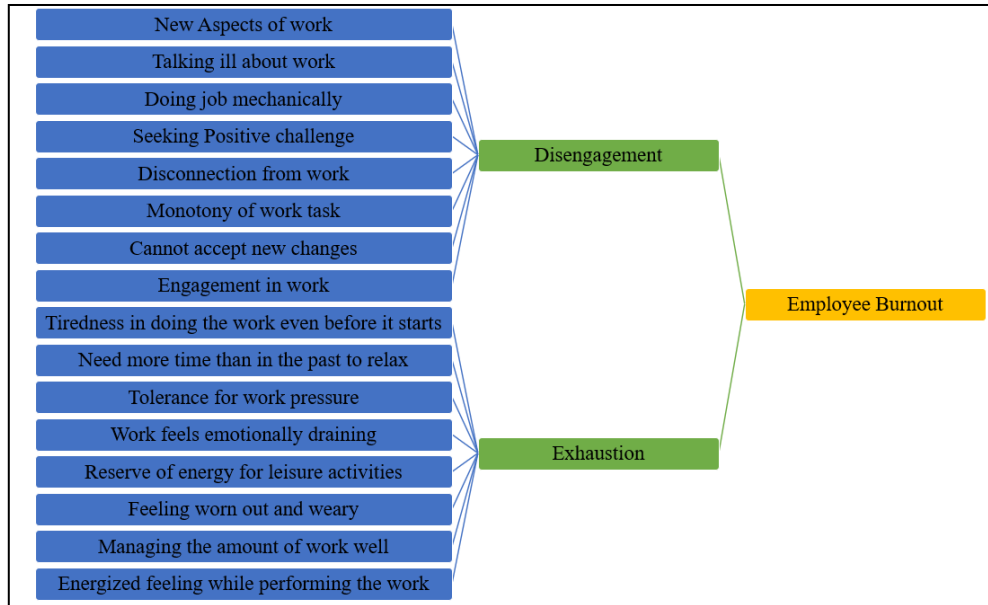 New Aspects of work
Talking ill about work
Doing job mechanically
Seeking Positive challenge
Disconnection from work
Monotony of work task
Cannot accept new changes
Engagement in work
Disengagement
Tiredness in doing the work even before it starts
Need more time than in the past to relax
Tolerance for work pressure
Work feels emotionally draining
Reserve of energy for leisure activities
Feeling worn out and weary
Managing the amount of work well
Energized feeling while performing the work
Exhaustion
Employee Burnout